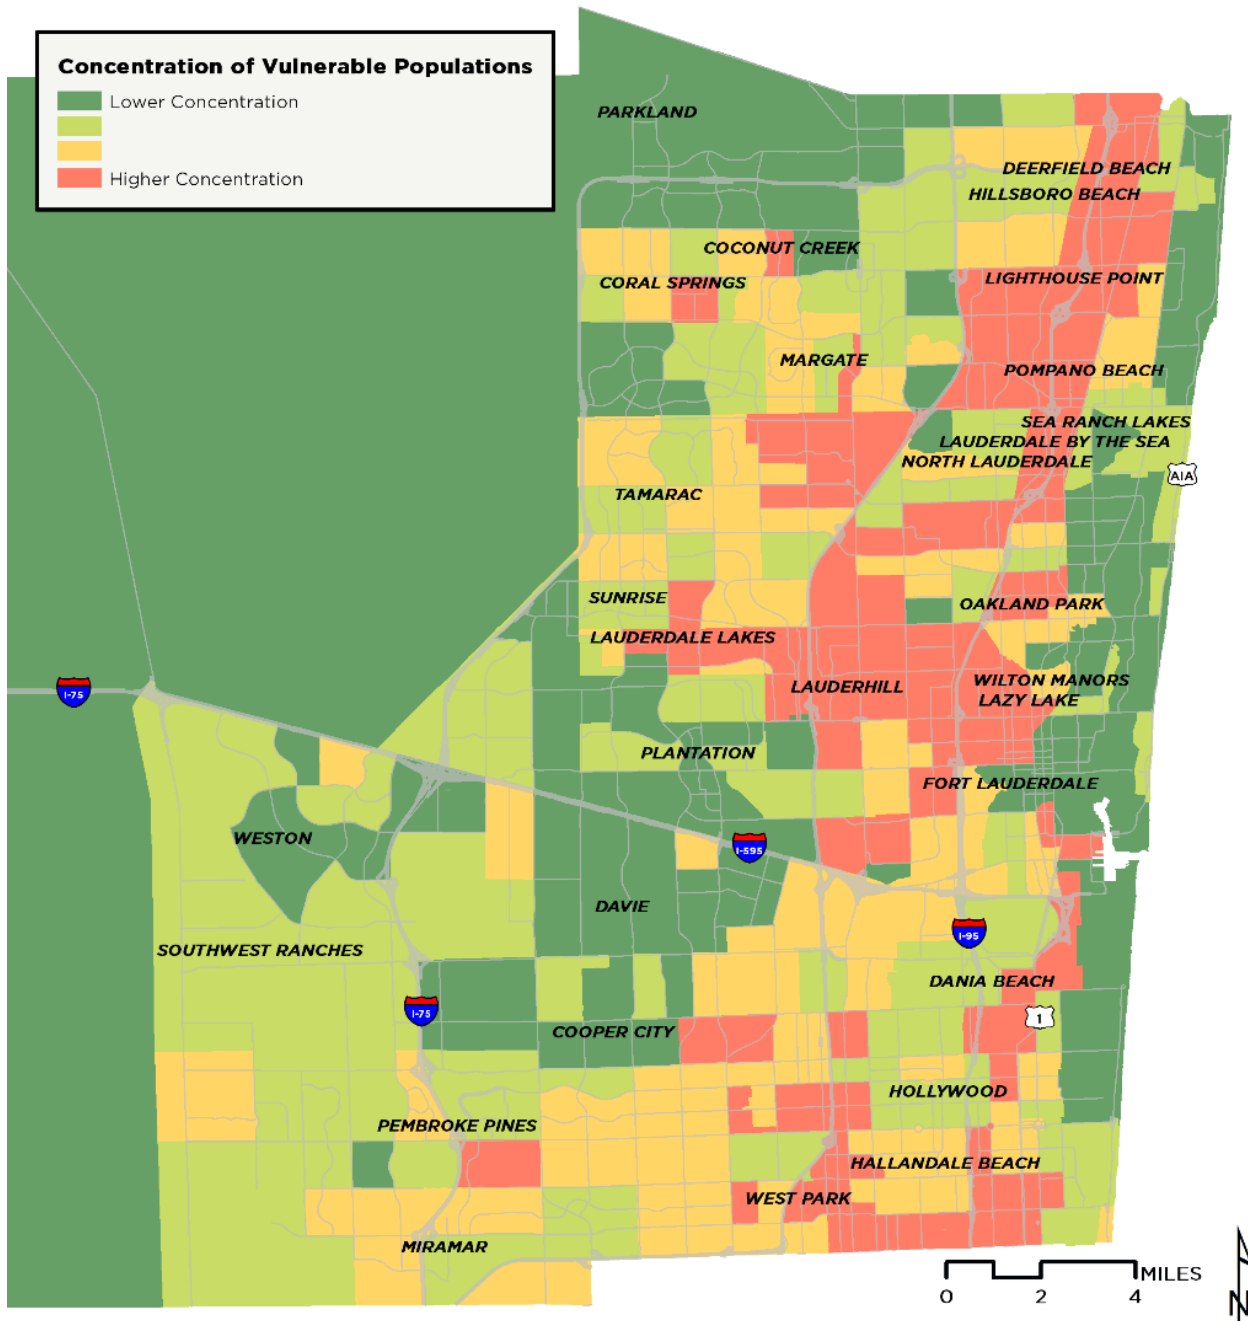 Concentration of Vulnerable Populations
Lower Concentration
Higher Concentration
PARKLAND
DEERFIELD BEACH
HILLSBORO BEACH
COCONUT CREEK
LIGHTHOUSE POINT
CORAL SPRINGS
MARGATE
POMPANO BEACH
SEA RANCH LAKES
LAUDERDALE BY THE SEA
NORTH LAUDERDALE
A1A
TAMARAC
SUNRISE
OAKLAND PARK
LAUDERDALE LAKES
WILTON MANORS
LAUDERHILL
I-75
LAZY LAKE
PLANTATION
FORT LAUDERDALE
WESTON
I-595
DAVIE
I-95
SOUTHWEST RANCHES
DANIA BEACH
I-75
1
COOPER CITY
HOLLYWOOD
PEMBROKE PINES
HALLANDALE BEACH
WEST PARK
MIRAMAR
MILES
0 2 4
N